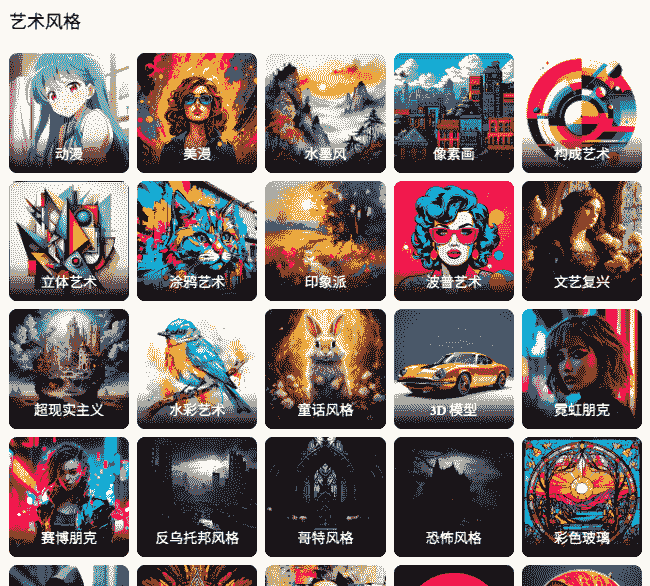 艺术风格
动漫
美漫
水墨风
像素画
构成艺术
立体艺术
涂鸦艺术
印象派
波普艺术
文艺复兴
超现实主义
水彩艺术
童话风格
3D 模型
霓虹朋克
赛博朋克
反乌托邦风格
哥特风格
恐怖风格
彩色玻璃